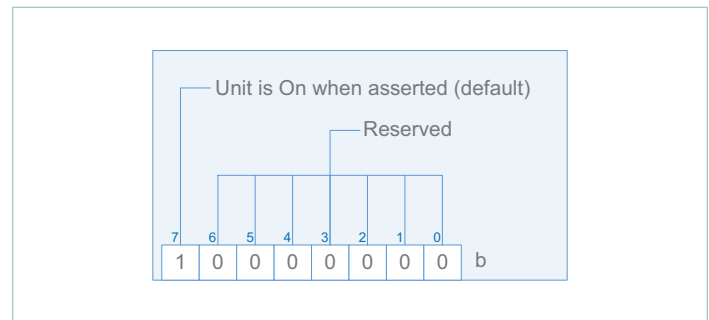 Unit is On when asserted (default)
Reserved
7 6 5 4 3 2 1 0
1 0 0 0 0 0 0 0 b